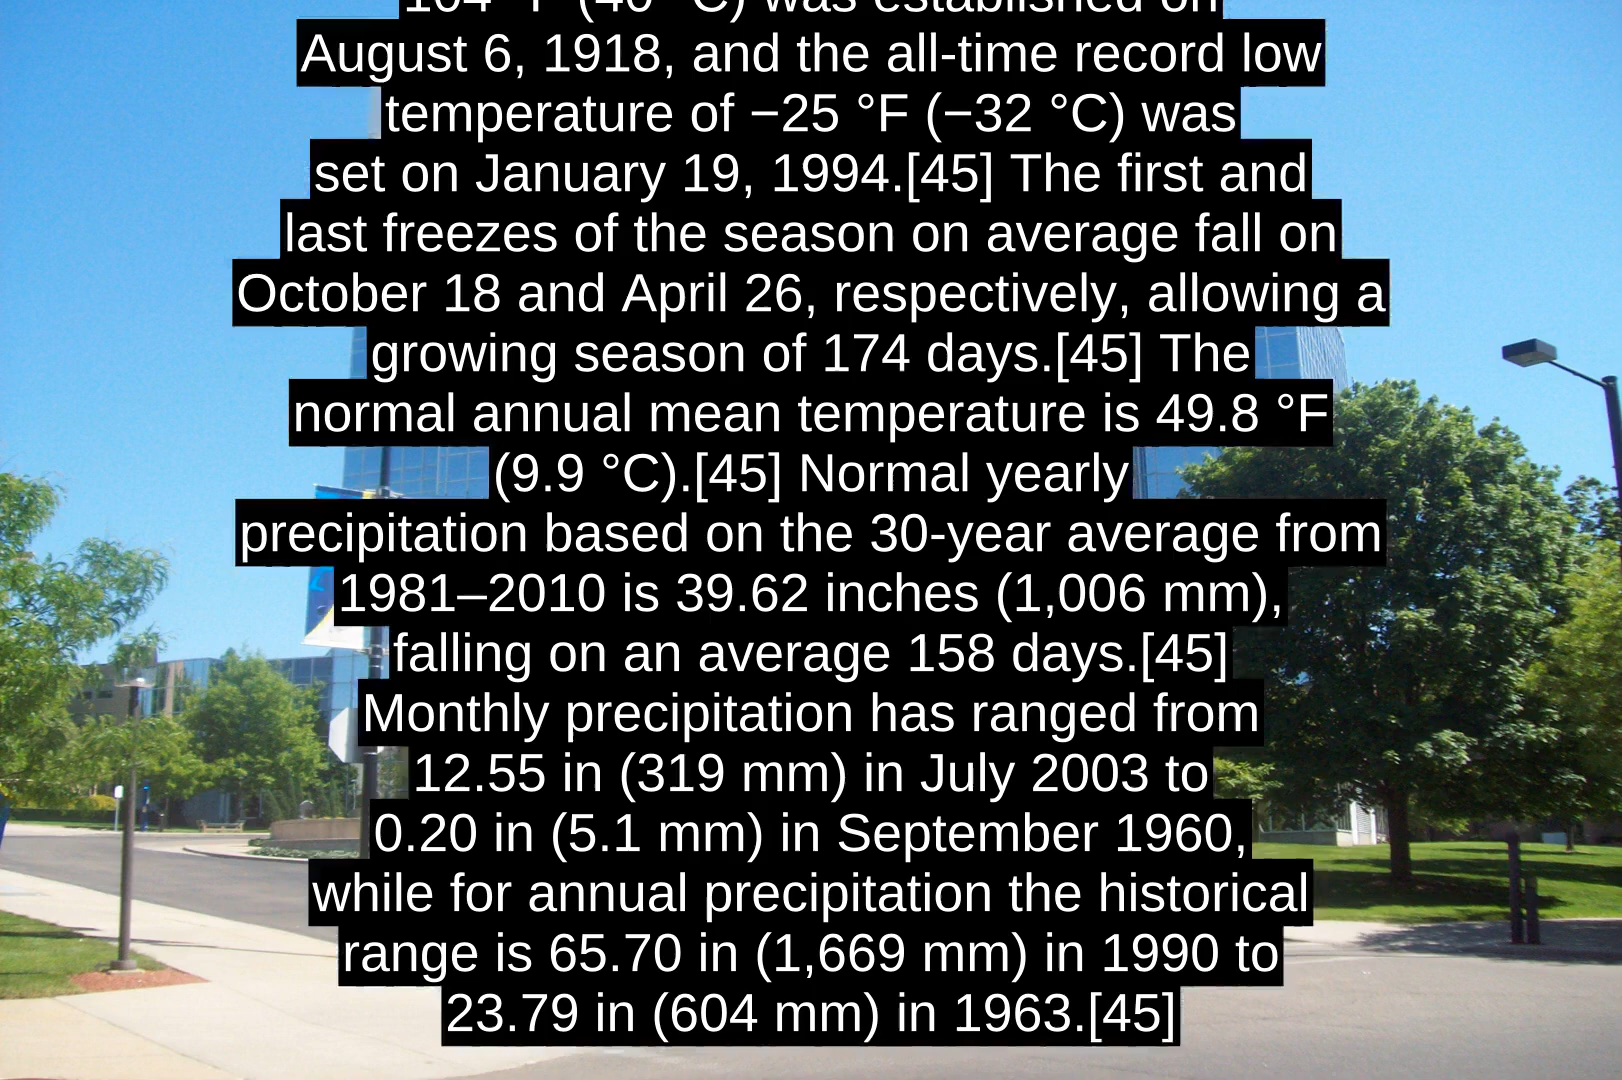 104 °F (40 °C) was established on
August 6, 1918, and the all-time record low
temperature of −25 °F (−32 °C) was
set on January 19, 1994.[45] The first and
last freezes of the season on average fall on
October 18 and April 26, respectively, allowing a
growing season of 174 days.[45] The
normal annual mean temperature is 49.8 °F
(9.9 °C).[45] Normal yearly
precipitation based on the 30-year average from
1981–2010 is 39.62 inches (1,006 mm),
falling on an average 158 days.[45]
Monthly precipitation has ranged from
12.55 in (319 mm) in July 2003 to
0.20 in (5.1 mm) in September 1960,
while for annual precipitation the historical
range is 65.70 in (1,669 mm) in 1990 to
23.79 in (604 mm) in 1963.[45]